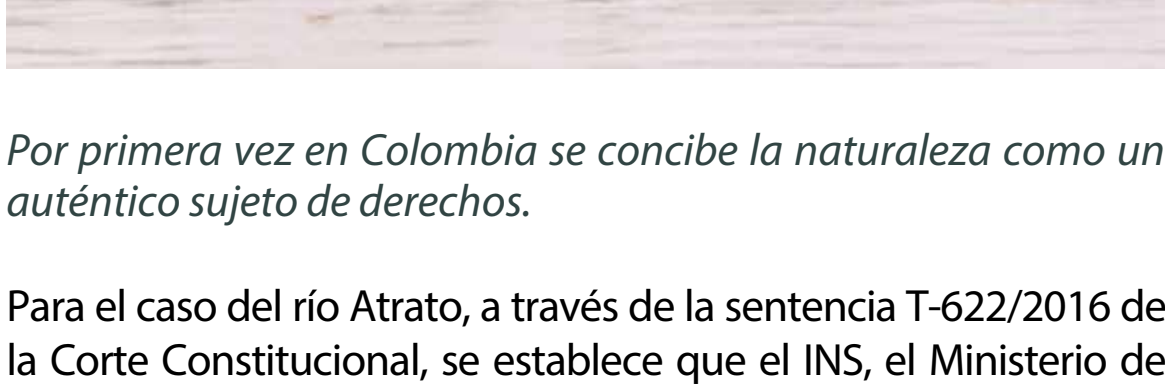 Por primera vez en Colombia se concibe la naturaleza como un
auténtico sujeto de derechos.
Para el caso del río Atrato, a través de la sentencia T-622/2016 de
la Corte Constitucional, se establece que el INS, el Ministerio de